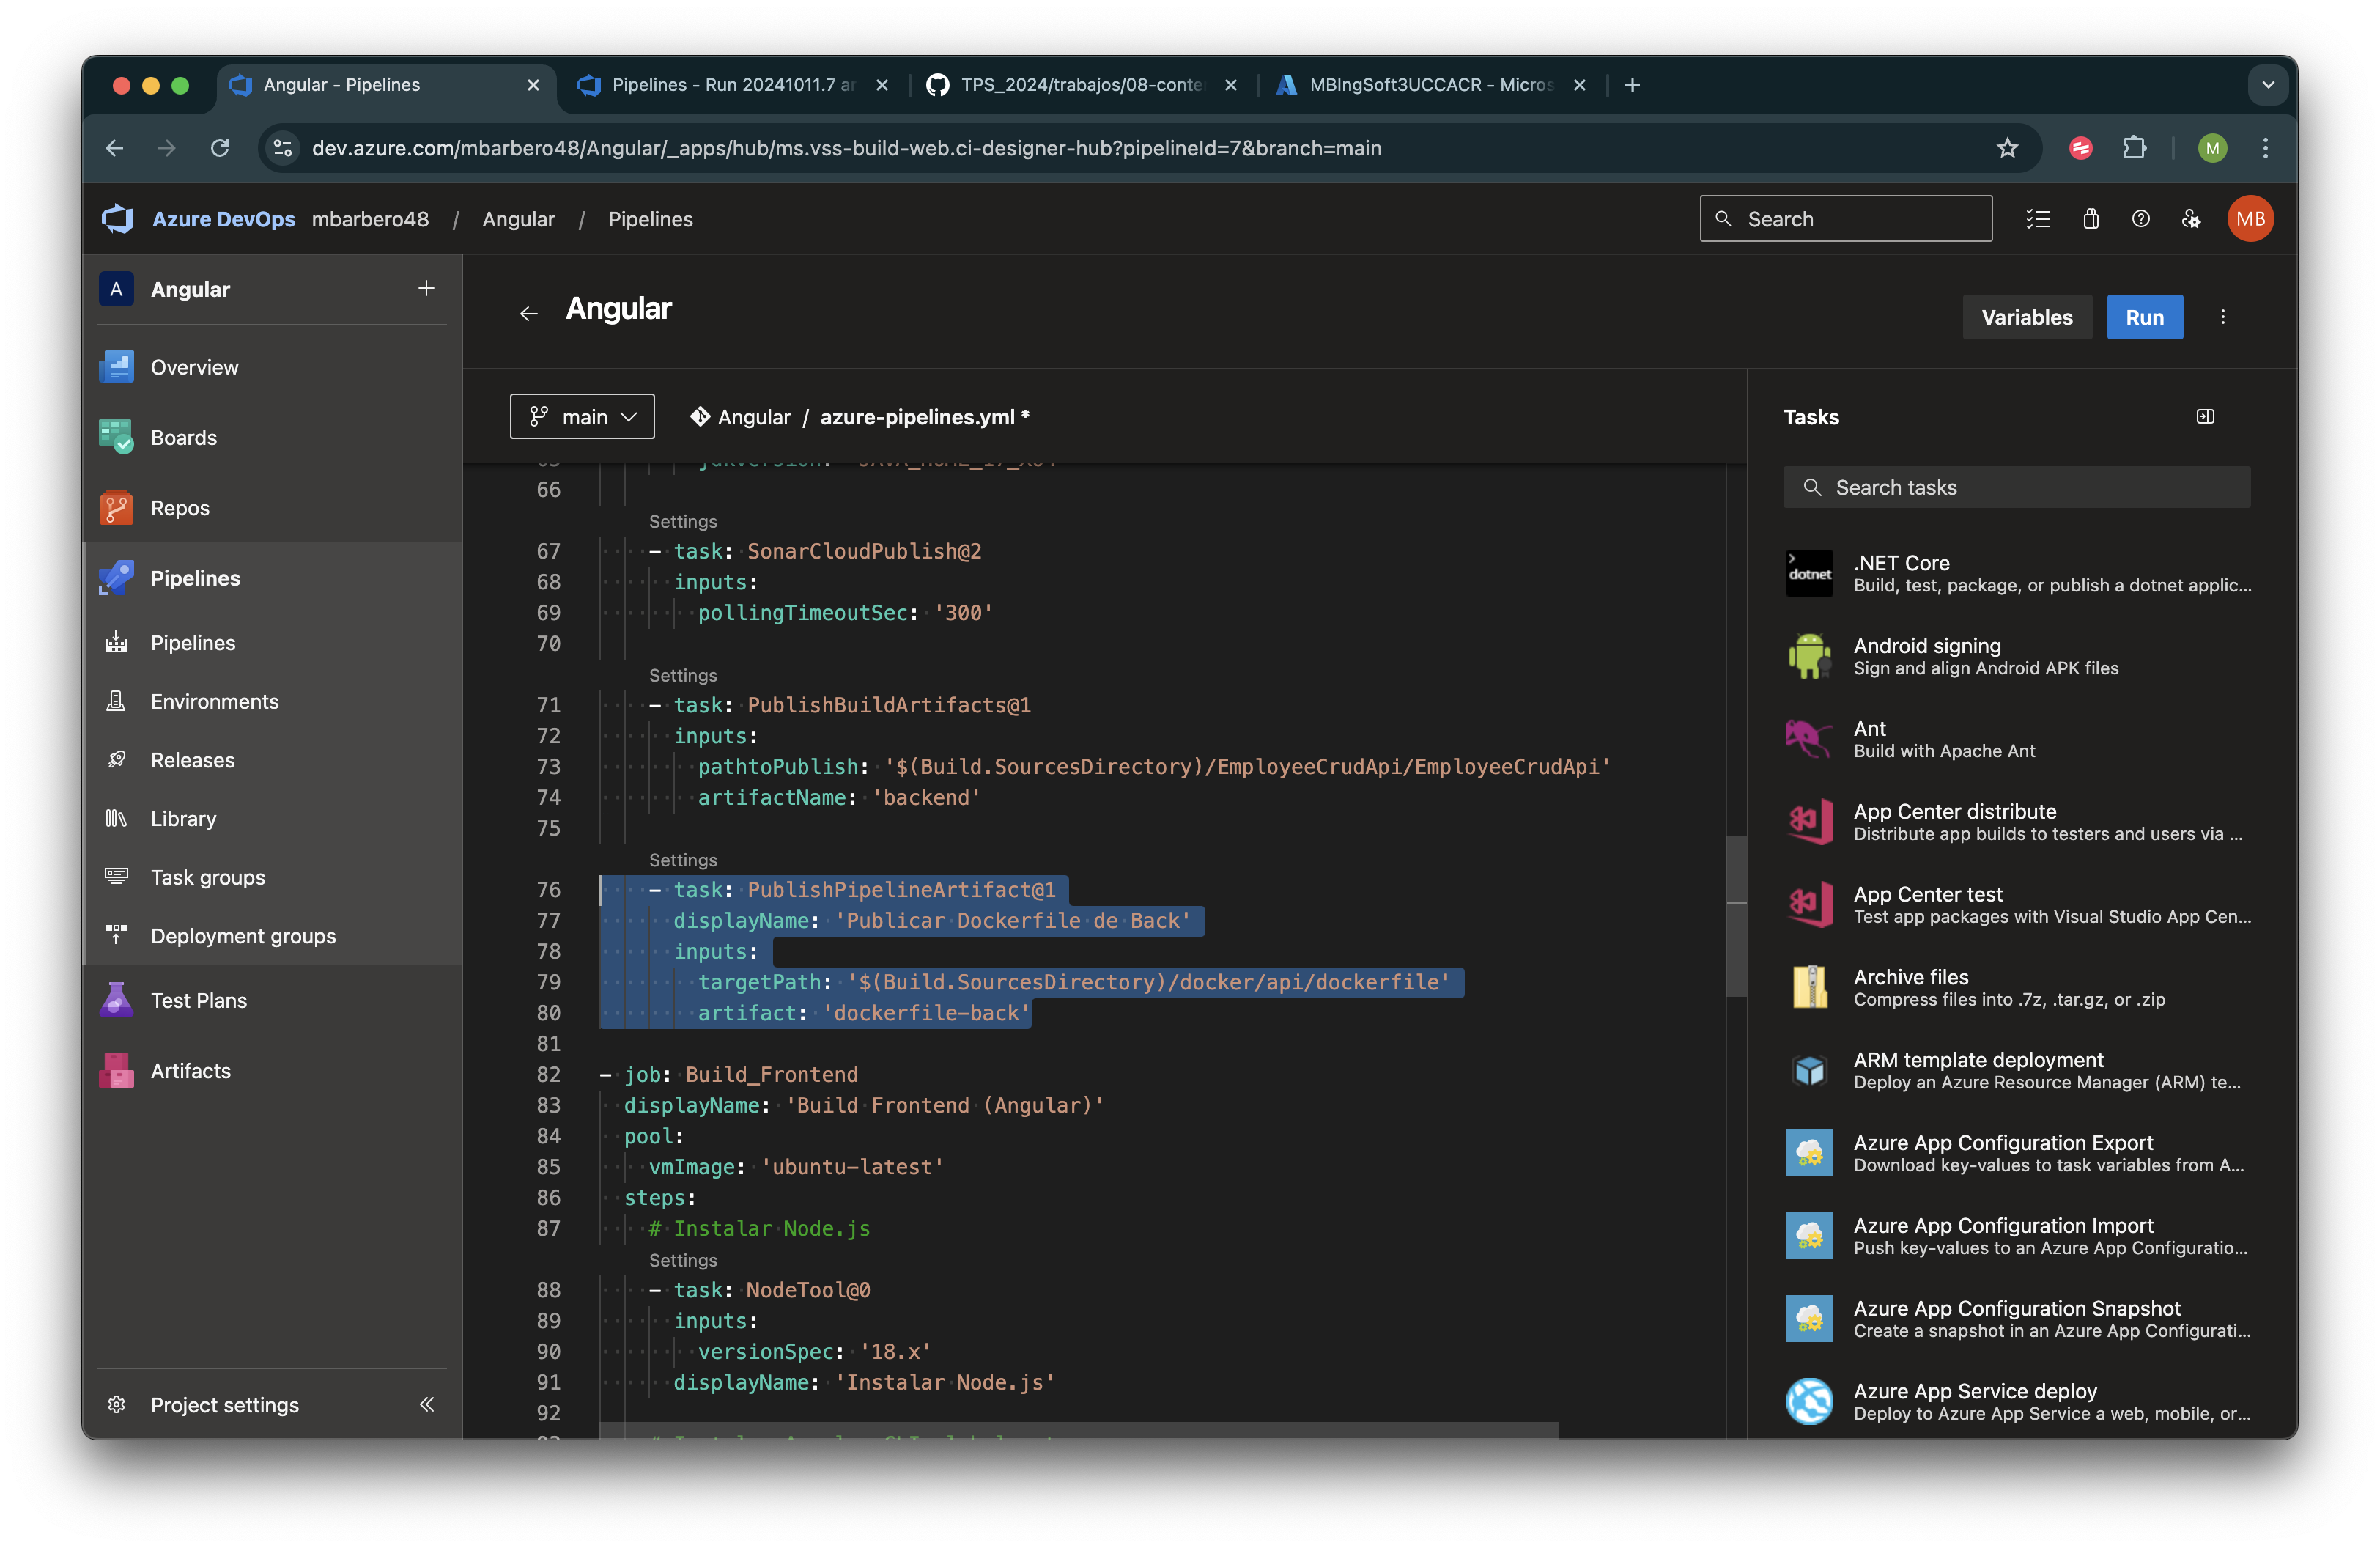 Angular - Pipelines
Pipelines - Run 20241011.7 ar
TPS_2024/trabajos/08-conte
MBIngSoft3UCCACR - Micros
dev.azure.com/mbarbero48/Angular/_apps/hub/ms.vss-build-web.ci-designer-hub?pipelineId=7&branch=main
M
Azure DevOps mbarbero48 / Angular / Pipelines
Search
MB
A Angular
Overview
Boards
Repos
Pipelines
Pipelines
Environments
Releases
Library
Task groups
Deployment groups
Test Plans
Artifacts
Project settings
Angular
Variables
Run
main
Angular / azure-pipelines.yml *
66
Settings
67 - task: SonarCloudPublish@2
68 inputs:
69 pollingTimeoutSec: '300'
70
Settings
71 - task: PublishBuildArtifacts@1
72 inputs:
73 pathtoPublish: '$(Build.SourcesDirectory)/EmployeeCrudApi/EmployeeCrudApi'
74 artifactName: 'backend'
75
Settings
76 - task: PublishPipelineArtifact@1
77 displayName: 'Publicar Dockerfile de Back'
78 inputs:
79 targetPath: '$(Build.SourcesDirectory)/docker/api/dockerfile'
80 artifact: 'dockerfile-back'
81
82 - job: Build_Frontend
83 displayName: 'Build Frontend (Angular)'
84 pool:
85 vmImage: 'ubuntu-latest'
86 steps:
87 # Instalar Node.js
Settings
88 - task: NodeTool@0
89 inputs:
90 versionSpec: '18.x'
91 displayName: 'Instalar Node.js'
92
Tasks
Search tasks
dotnet
.NET Core
Build, test, package, or publish a dotnet applic...
Android signing
Sign and align Android APK files
Ant
Build with Apache Ant
App Center distribute
Distribute app builds to testers and users via ...
App Center test
Test app packages with Visual Studio App Cen...
Archive files
Compress files into .7z, .tar.gz, or .zip
ARM template deployment
Deploy an Azure Resource Manager (ARM) te...
Azure App Configuration Export
Download key-values to task variables from A...
Azure App Configuration Import
Push key-values to an Azure App Configuratio...
Azure App Configuration Snapshot
Create a snapshot in an Azure App Configurati...
Azure App Service deploy
Deploy to Azure App Service a web, mobile, or...